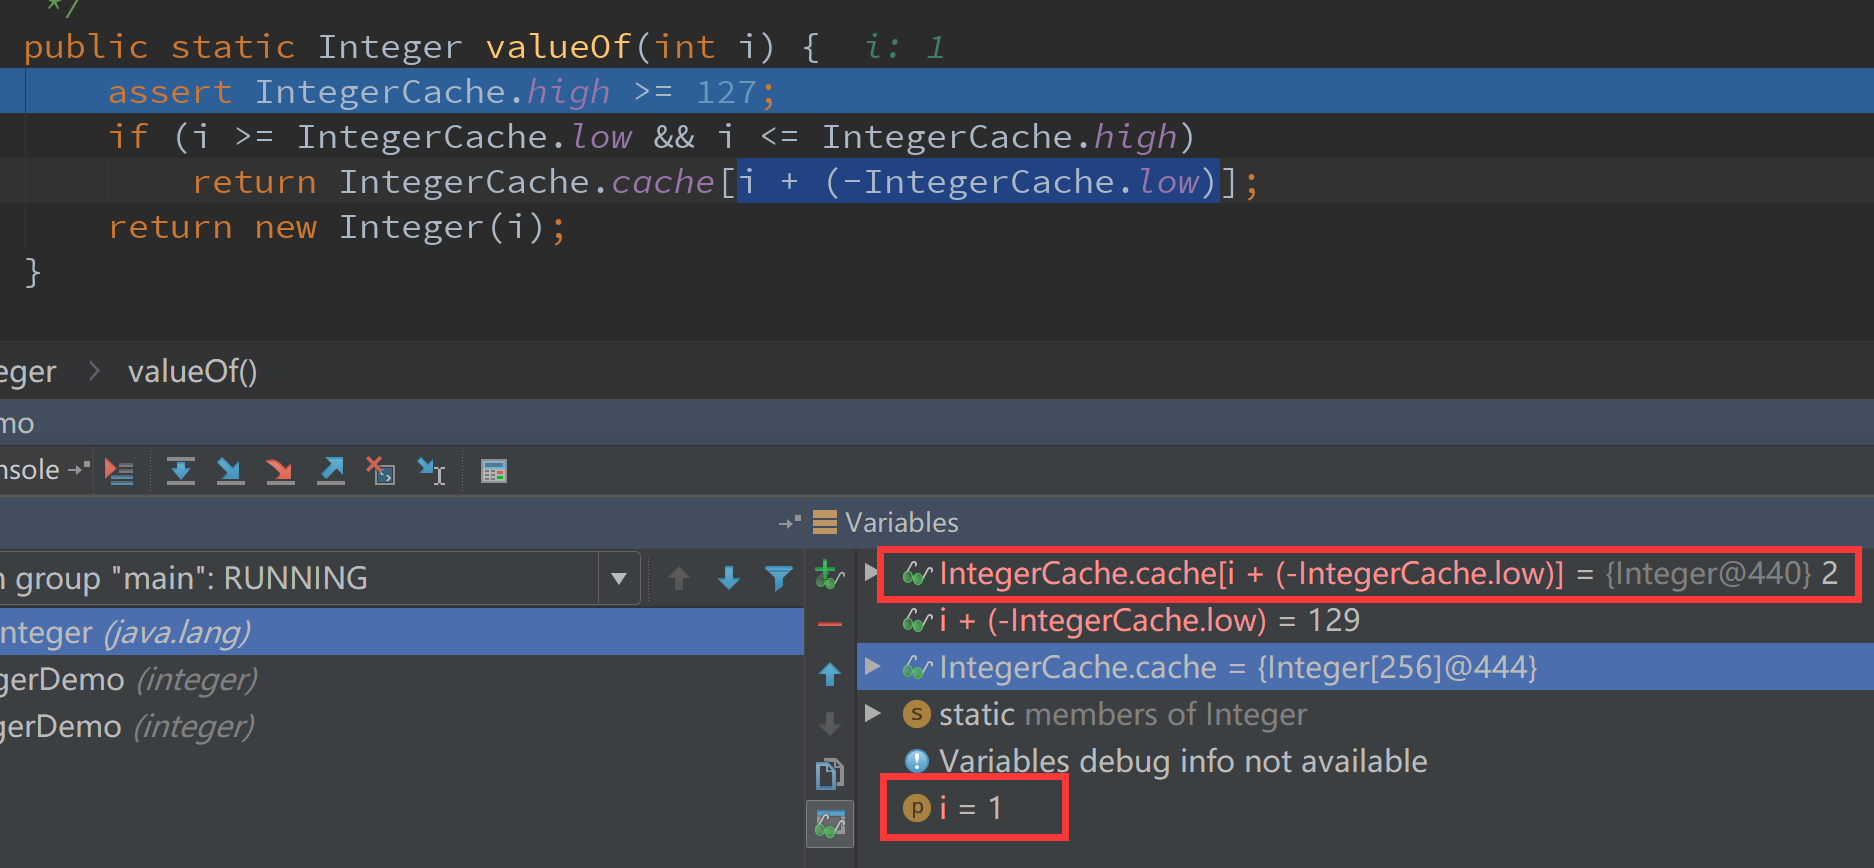 */
public static Integer valueOf(int i) {  i: 1
assert IntegerCache.high >= 127;
if (i >= IntegerCache.low && i <= IntegerCache.high)
return IntegerCache.cache[i + (-IntegerCache.low)];
return new Integer(i);
}
eger > valueOf()
mo
nsole
Variables
n group "main": RUNNING
nteger (java.lang)
gerDemo (integer)
gerDemo (integer)
IntegerCache.cache[i + (-IntegerCache.low)] = {Integer@440} 2
i + (-IntegerCache.low) = 129
IntegerCache.cache = {Integer[256]@444}
s static members of Integer
Variables debug info not available
p i = 1